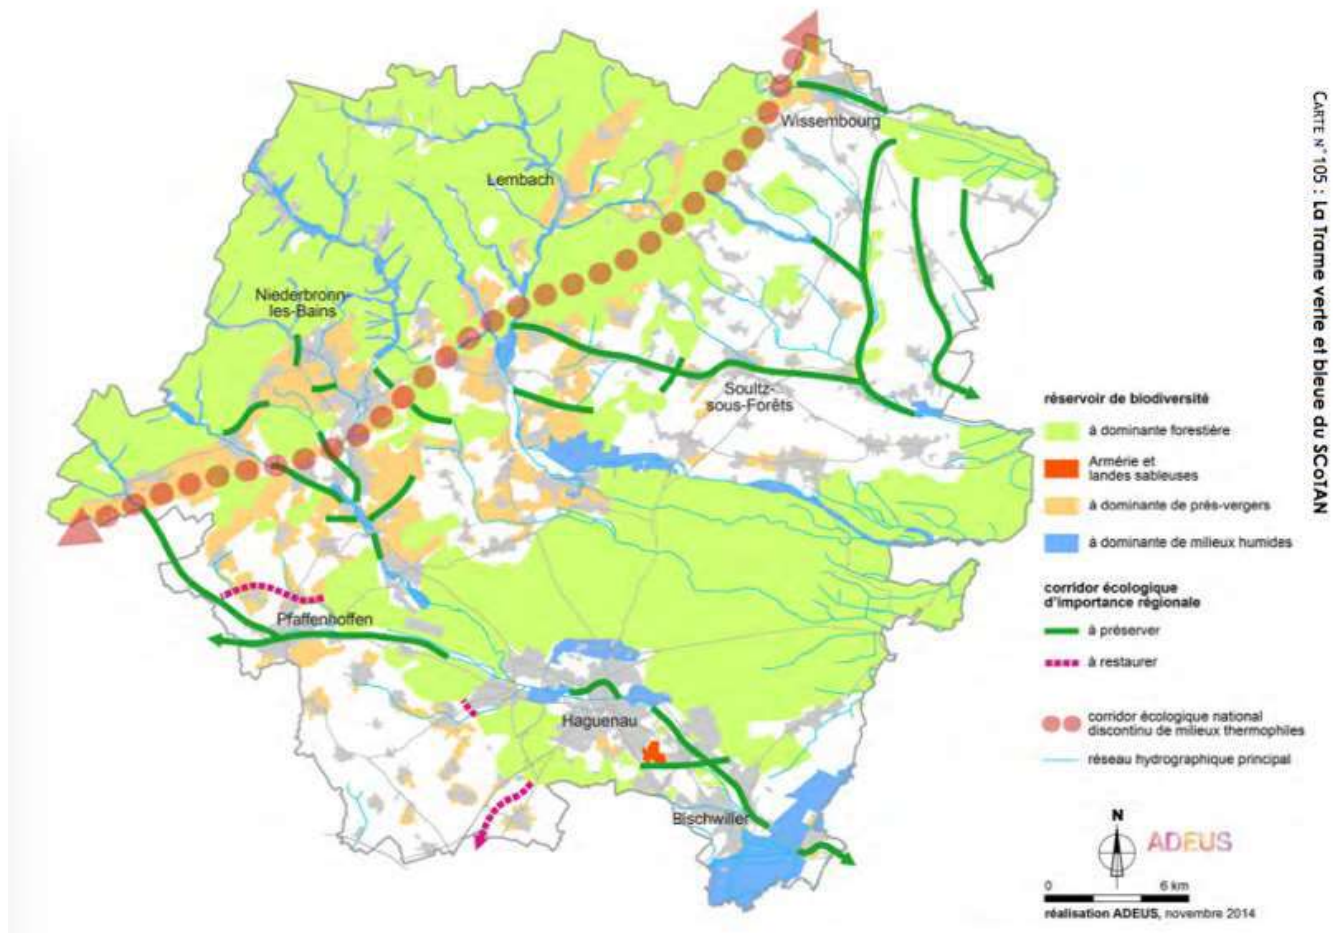 Wissembourg
Lembach
Niederbronn-
les-Bains
Soultz-
sous-Forêts
Pfaffenhoffen
Haguenau
Bischwiller
CARTE N°105 : La Trame verte et bleue du SCoTAN
réservoir de biodiversité
à dominante forestière
Armérie et
landes sableuses
à dominante de prés-vergers
à dominante de milieux humides
corridor écologique
d'importance régionale
à préserver
à restaurer
corridor écologique national
discontinu de milieux thermophiles
réseau hydrographique principal
N
ADEUS
0 6 km
réalisation ADEUS, novembre 2014